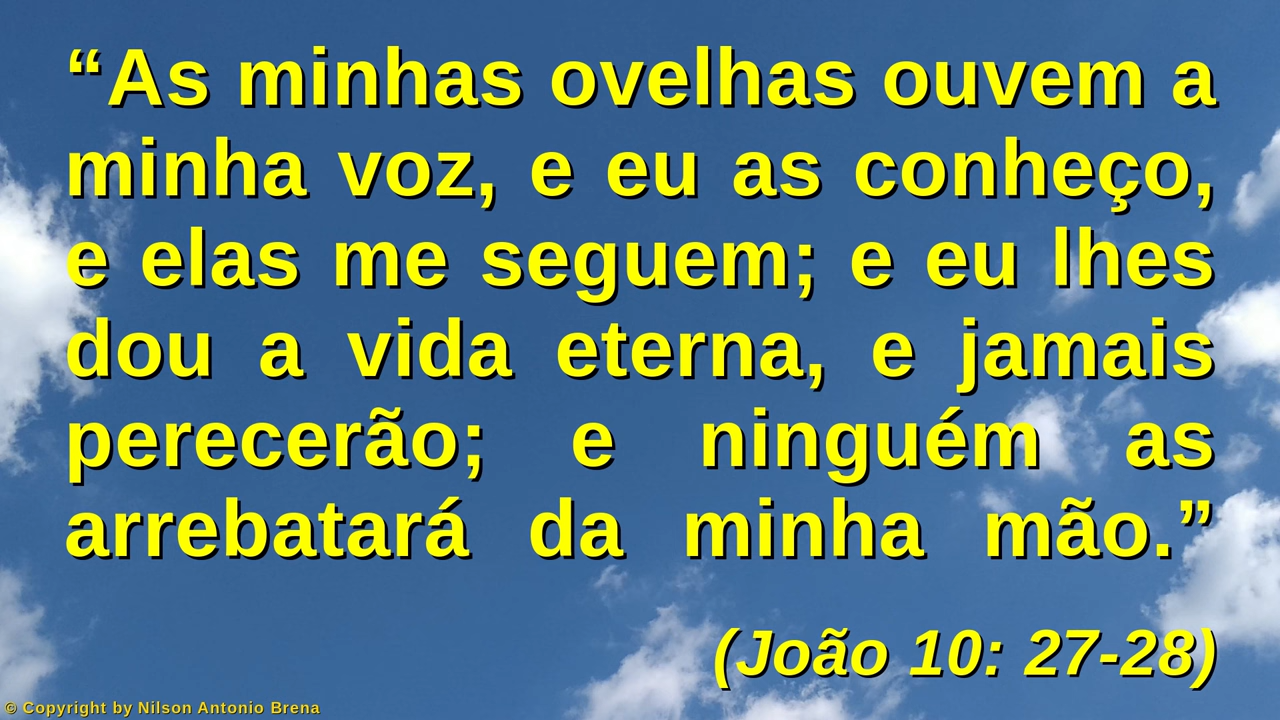 “As minhas ovelhas ouvem a
minha voz, e eu as conheço,
e elas me seguem; e eu lhes
dou a vida eterna, e jamais
perecerão; e ninguém as
arrebatará da minha mão.”
(João 10: 27-28)
© Copyright by Nilson Antonio Brena